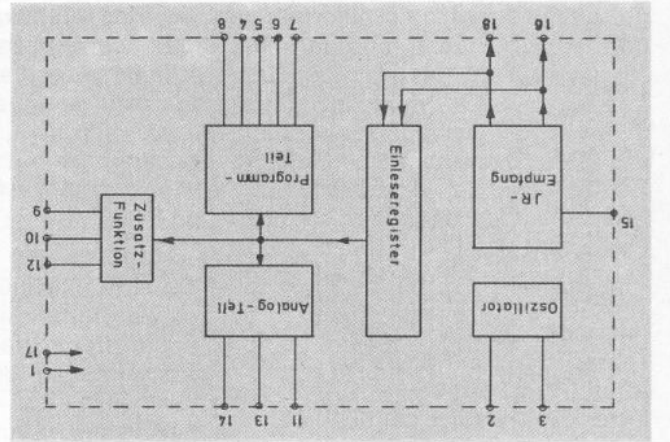 3 2 11 13 14
1
17
Oszillator
Analog-Teil
Einleseregister
Zusatz-
Funktion
12
10
9
15
JR-
Empfang
Programm-
Teil
16 18 7 6 5 4 8